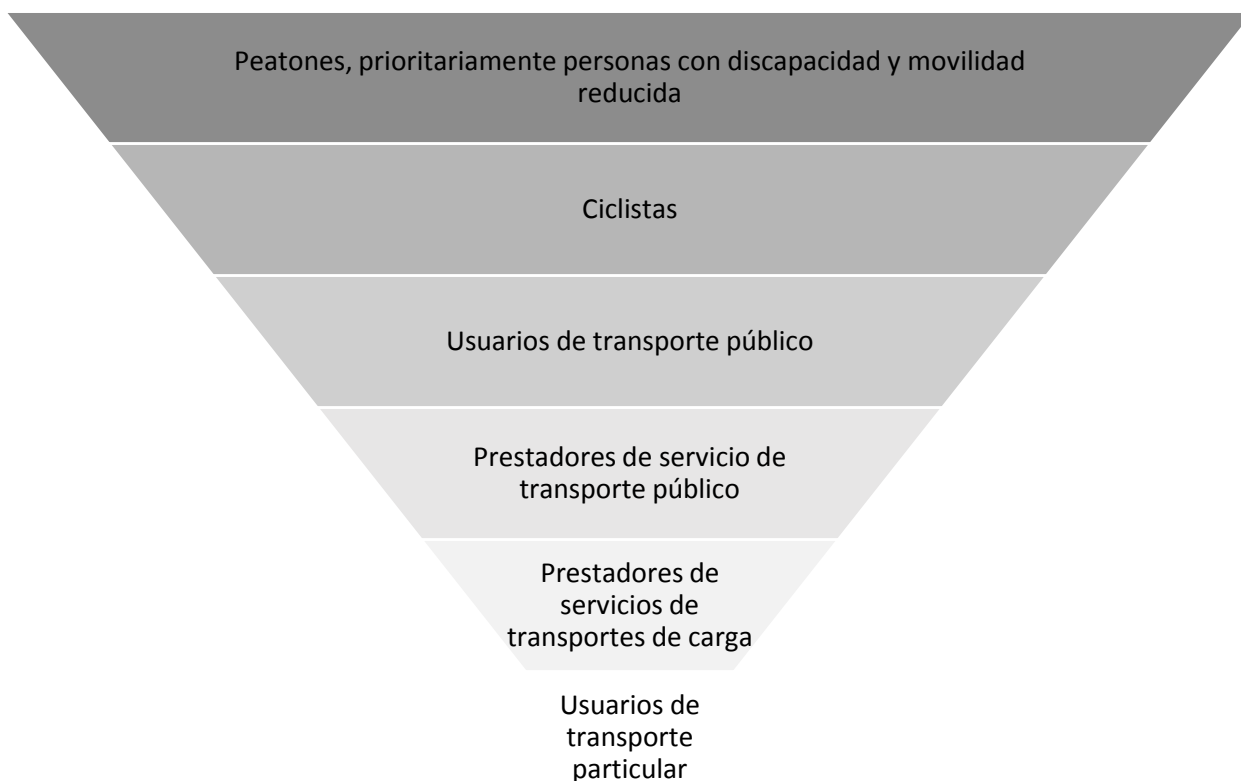 Peatones, prioritariamente personas con discapacidad y movilidad
reducida
Ciclistas
Usuarios de transporte público
Prestadores de servicio de
transporte público
Prestadores de
servicios de
transportes de carga
Usuarios de
transporte
particular